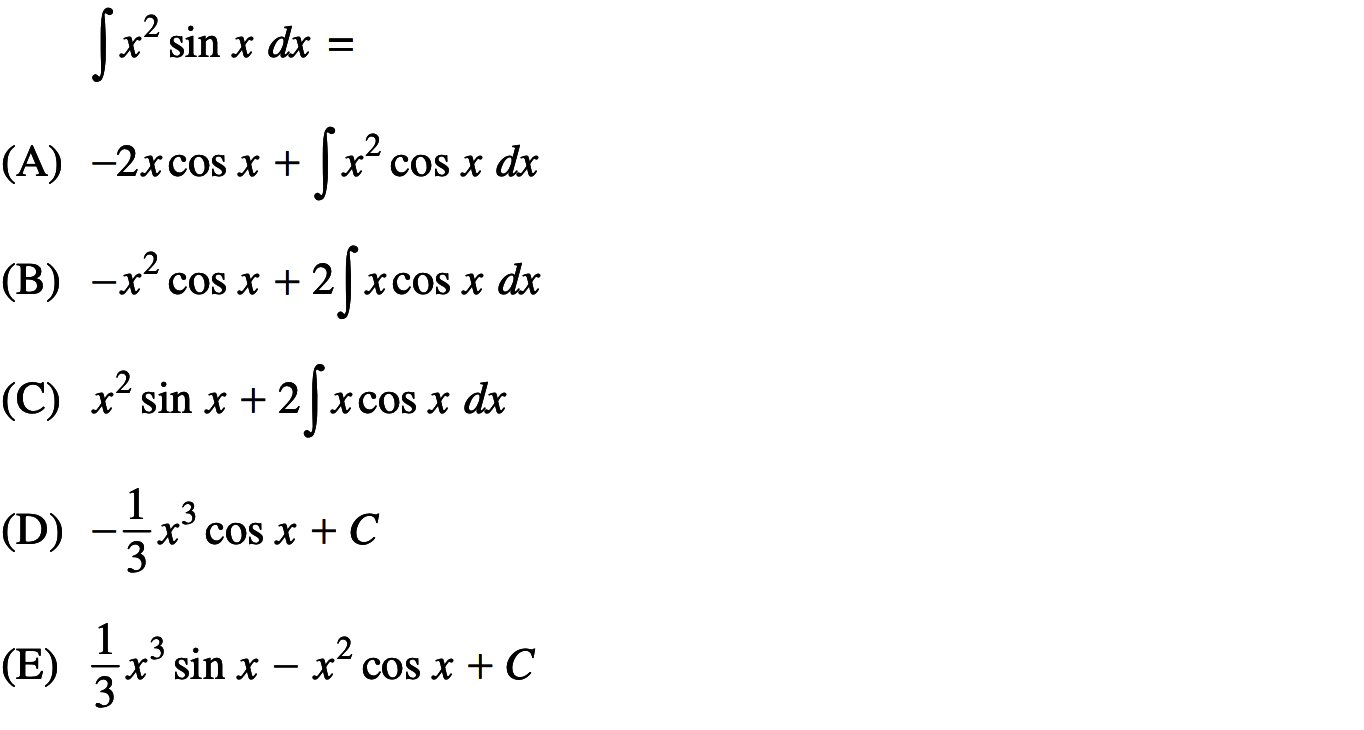 ∫ x² sin x dx =
(A) −2x cos x + ∫ x² cos x dx
(B) −x² cos x + 2∫ x cos x dx
(C) x² sin x + 2∫ x cos x dx
(D) −1/3 x³ cos x + C
(E) 1/3 x³ sin x − x² cos x + C